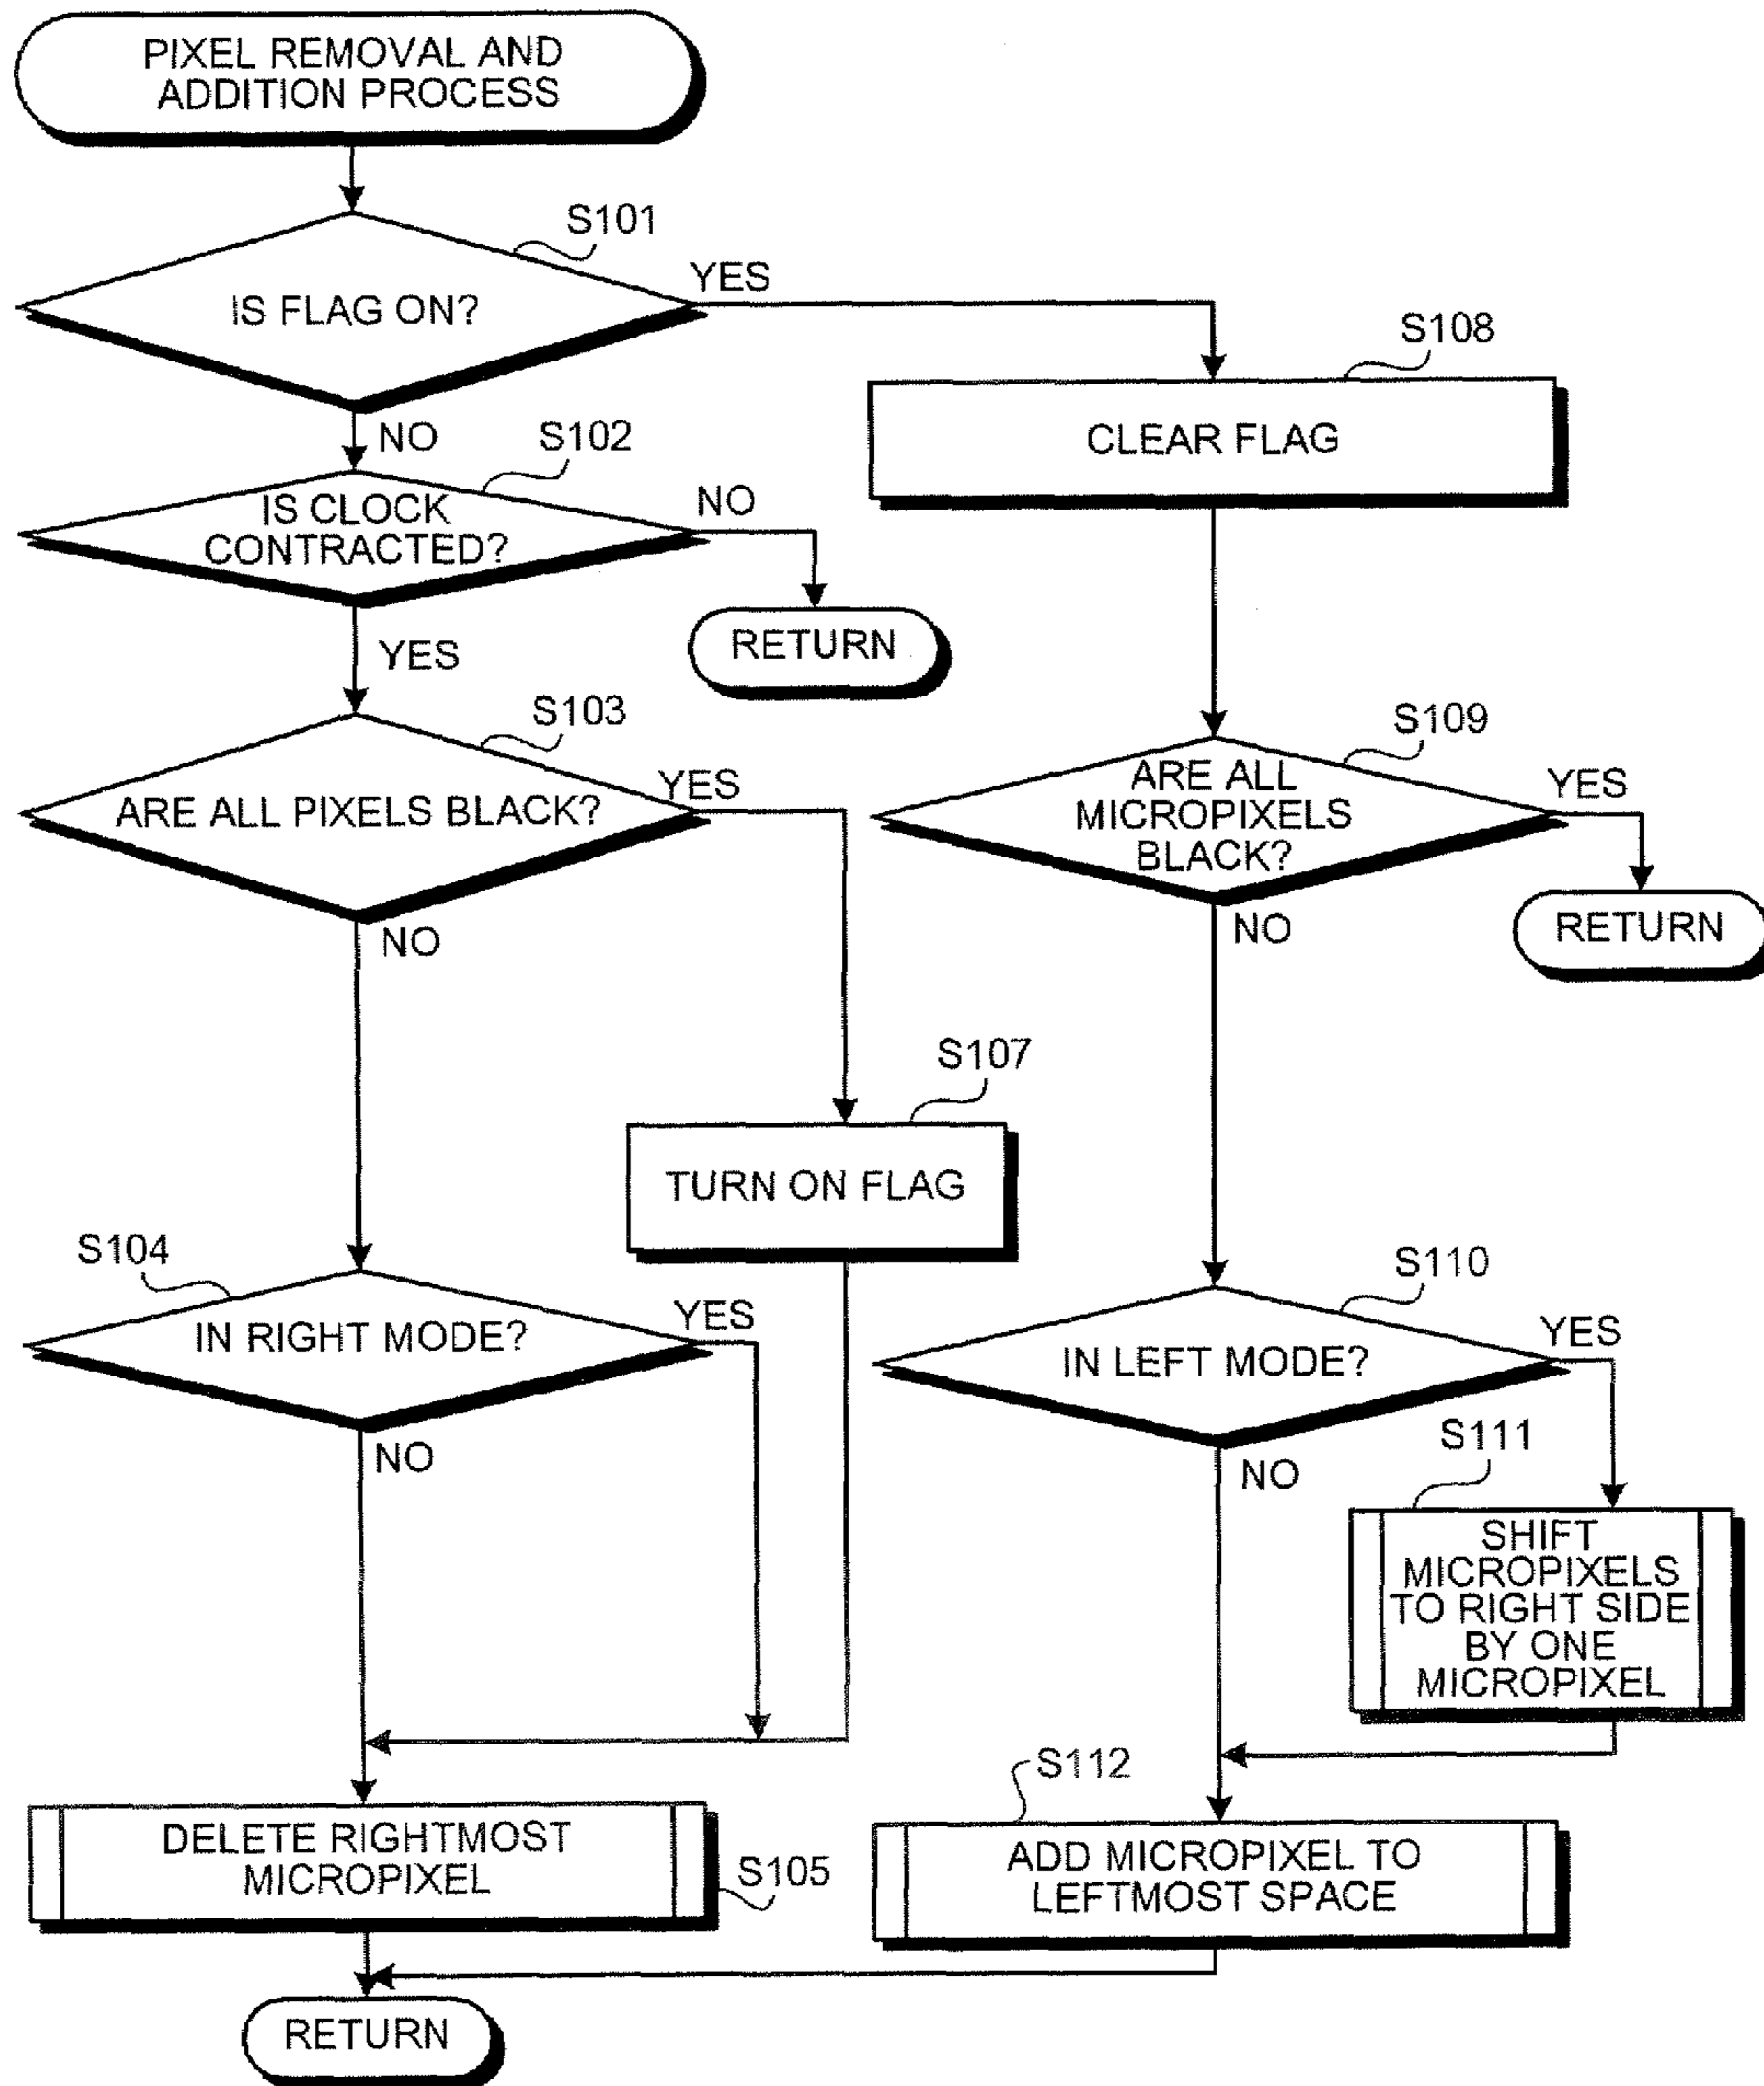 PIXEL REMOVAL AND
ADDITION PROCESS
S101
IS FLAG ON?
YES
NO
S108
CLEAR FLAG
S102
IS CLOCK
CONTRACTED?
NO
YES
RETURN
S103
ARE ALL PIXELS BLACK?
YES
NO
S109
ARE ALL
MICROPIXELS
BLACK?
YES
NO
RETURN
S107
TURN ON FLAG
S104
IN RIGHT MODE?
YES
NO
S110
IN LEFT MODE?
YES
NO
S111
SHIFT
MICROPIXELS
TO RIGHT SIDE
BY ONE
MICROPIXEL
DELETE RIGHTMOST
MICROPIXEL
S105
S112
ADD MICROPIXEL TO
LEFTMOST SPACE
RETURN